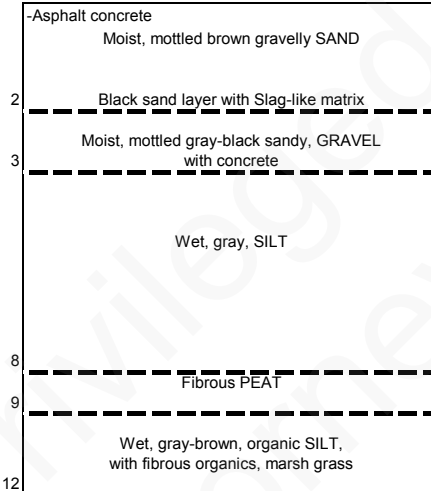 -Asphalt concrete
Moist, mottled brown gravelly SAND
2 Black sand layer with Slag-like matrix
Moist, mottled gray-black sandy, GRAVEL
3 with concrete
Wet, gray, SILT
8
Fibrous PEAT
9
Wet, gray-brown, organic SILT,
with fibrous organics, marsh grass
12